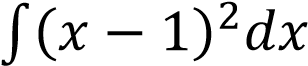 ∫(x − 1)²dx